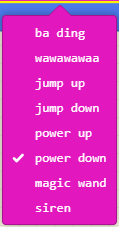 ba ding
wawawawaa
jump up
jump down
power up
power down
magic wand
siren